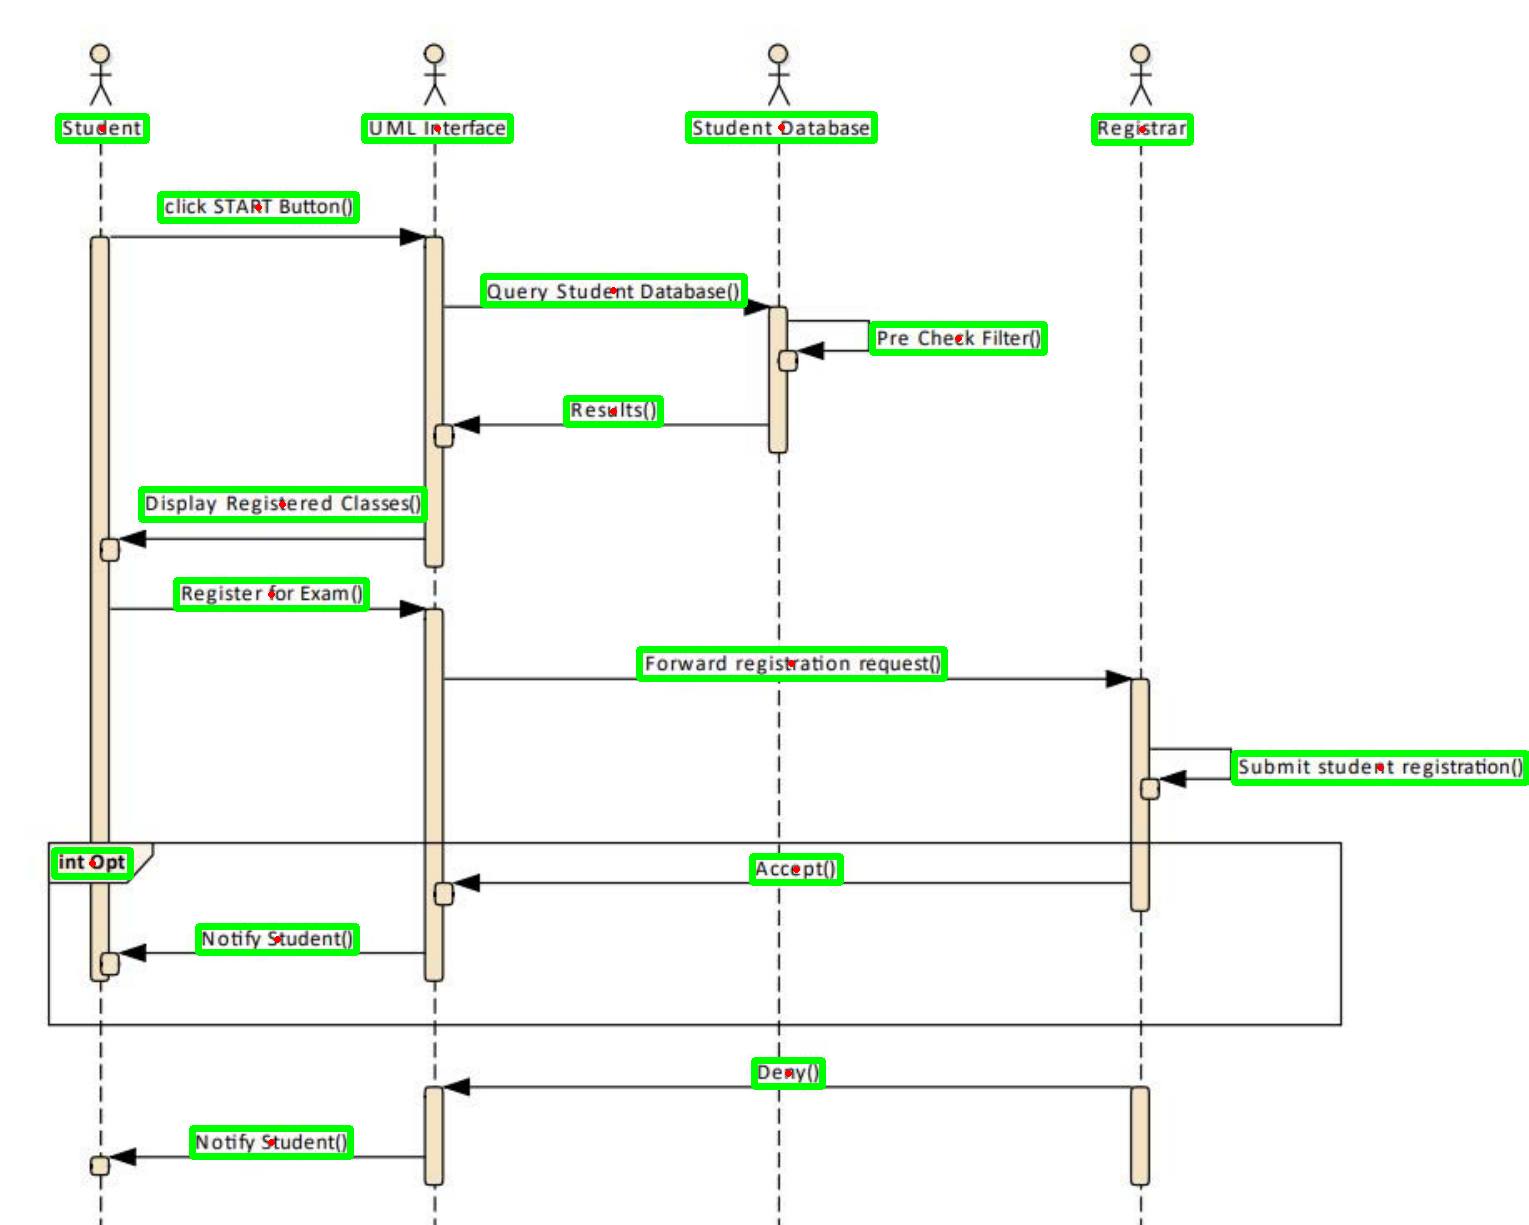 Student
UML Interface
Student Database
Registrar
click START Button()
Query Student Database()
Pre Check Filter()
Results()
Display Registered Classes()
Register for Exam()
Forward registration request()
Submit student registration()
int Opt
Accept()
Notify Student()
Deny()
Notify Student()